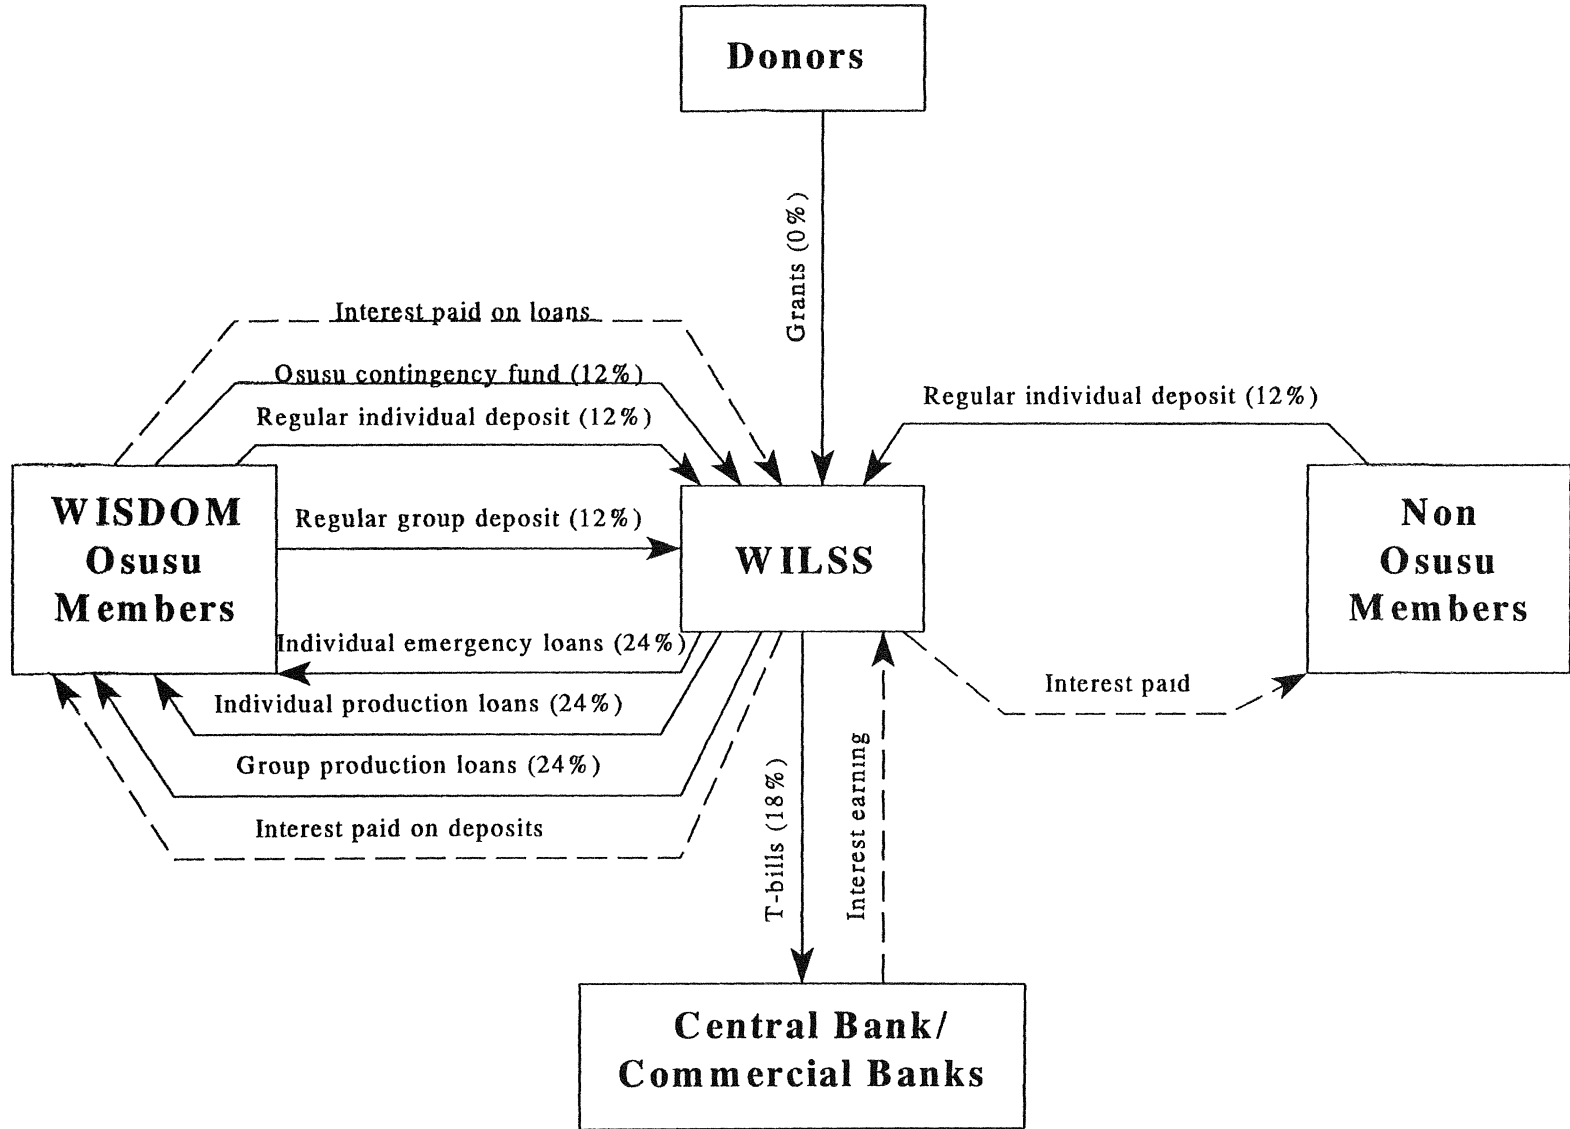 Donors
Grants (0%)
Interest paid on loans
Osusu contingency fund (12%)
Regular individual deposit (12%)
Regular individual deposit (12%)
WISDOM
Osusu
Members
Regular group deposit (12%)
WILSS
Non
Osusu
Members
Individual emergency loans (24%)
Individual production loans (24%)
Group production loans (24%)
Interest paid on deposits
Interest paid
T-bills (18%)
Interest earning
Central Bank/
Commercial Banks